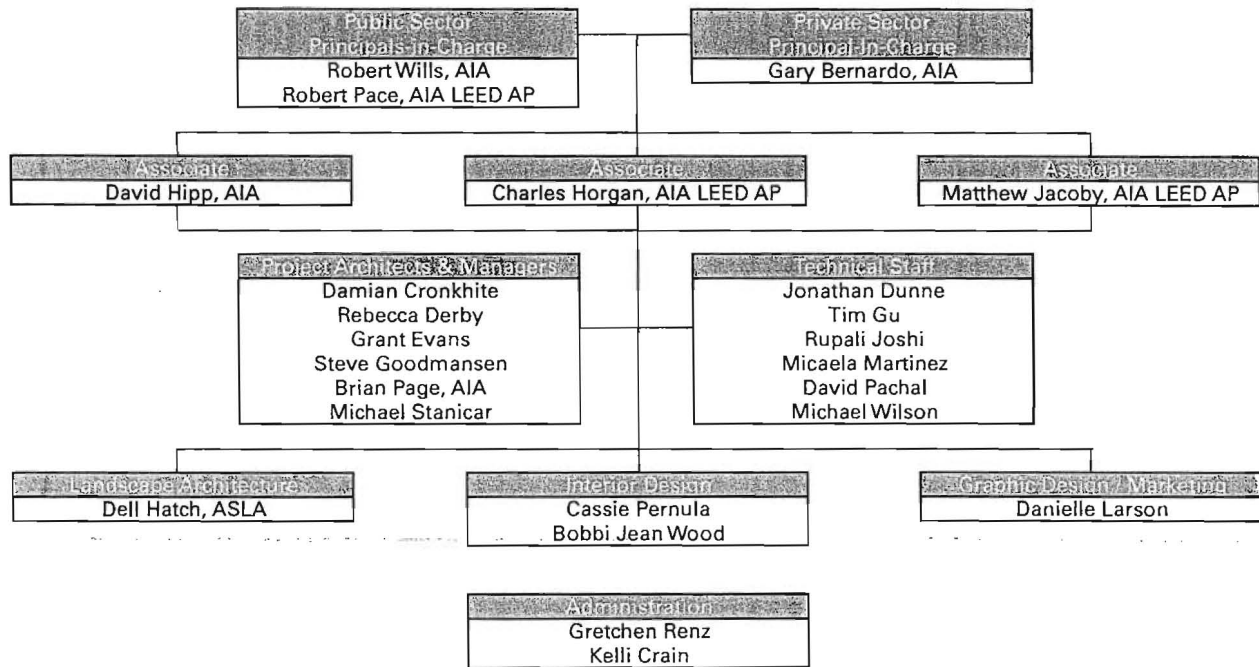 Public Sector
Principals-in-Charge
Robert Wills, AIA
Robert Pace, AIA LEED AP
Private Sector
Principal-In-Charge
Gary Bernardo, AIA
Associate
David Hipp, AIA
Associate
Charles Horgan, AIA LEED AP
Associate
Matthew Jacoby, AIA LEED AP
Project Architects & Managers
Damian Cronkhite
Rebecca Derby
Grant Evans
Steve Goodmansen
Brian Page, AIA
Michael Stanicar
Technical Staff
Jonathan Dunne
Tim Gu
Rupali Joshi
Micaela Martinez
David Pachal
Michael Wilson
Landscape Architecture
Dell Hatch, ASLA
Interior Design
Cassie Pernula
Bobbi Jean Wood
Graphic Design / Marketing
Danielle Larson
Administration
Gretchen Renz
Kelli Crain